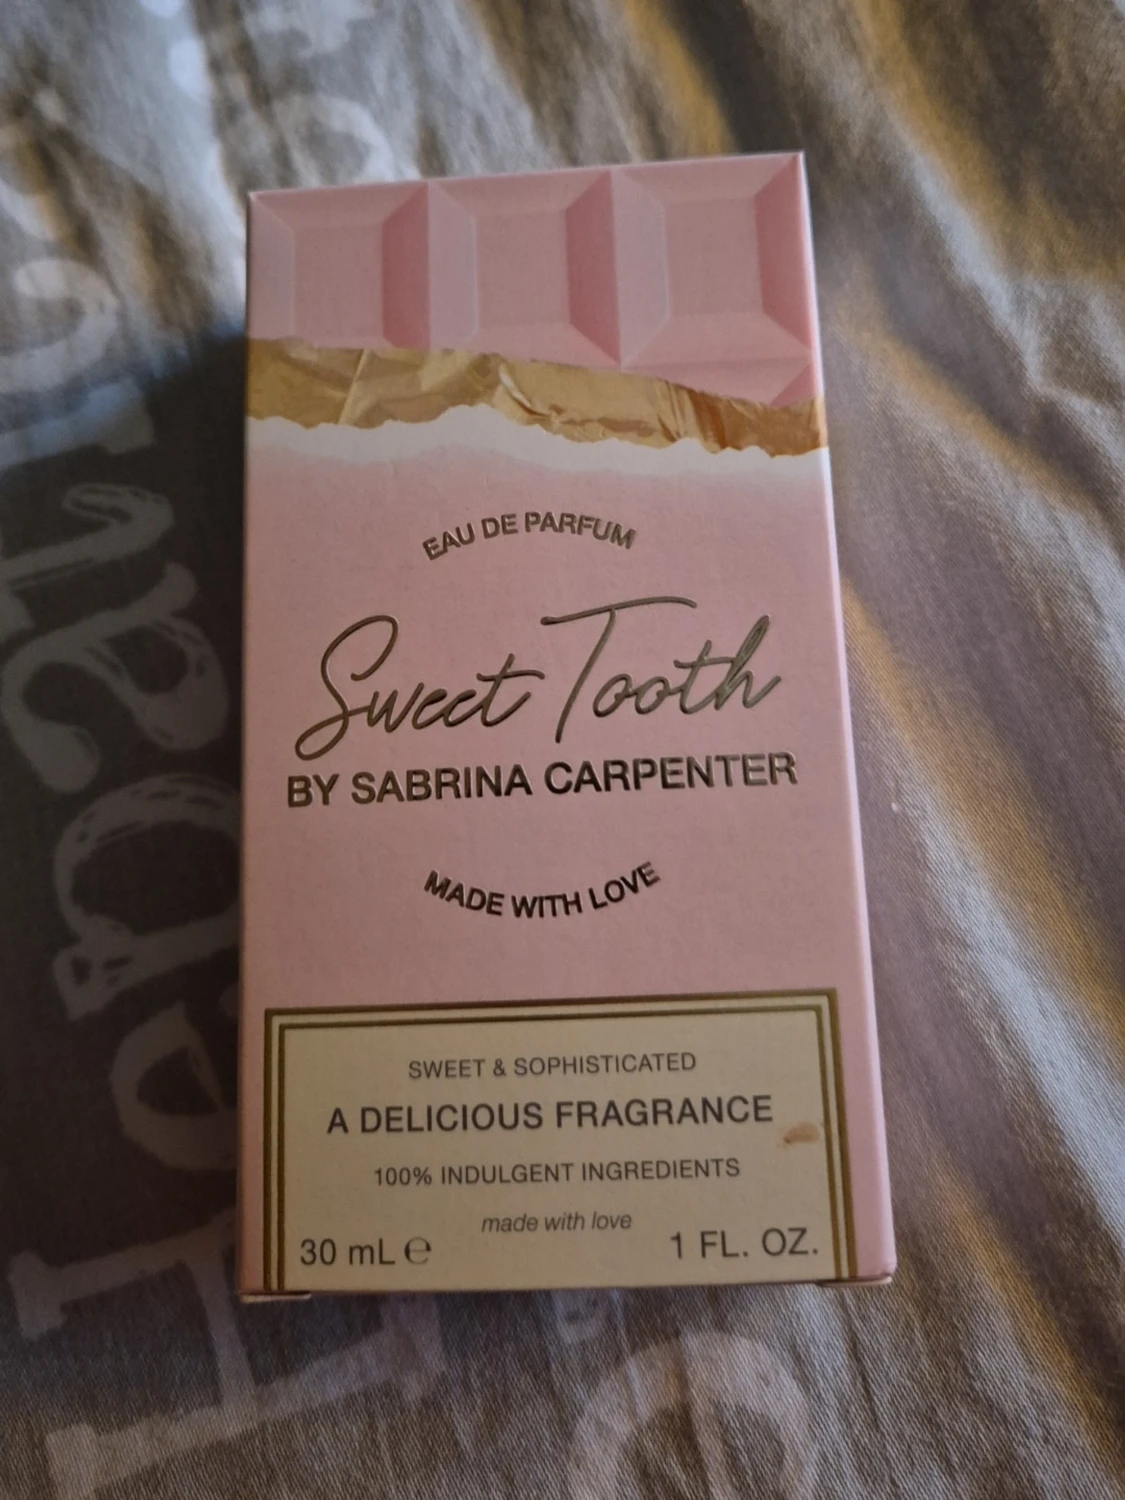 EAU DE PARFUM
Sweet Tooth
BY SABRINA CARPENTER
MADE WITH LOVE
SWEET & SOPHISTICATED
A DELICIOUS FRAGRANCE
100% INDULGENT INGREDIENTS
made with love
30 mL ℮ 1 FL. OZ.